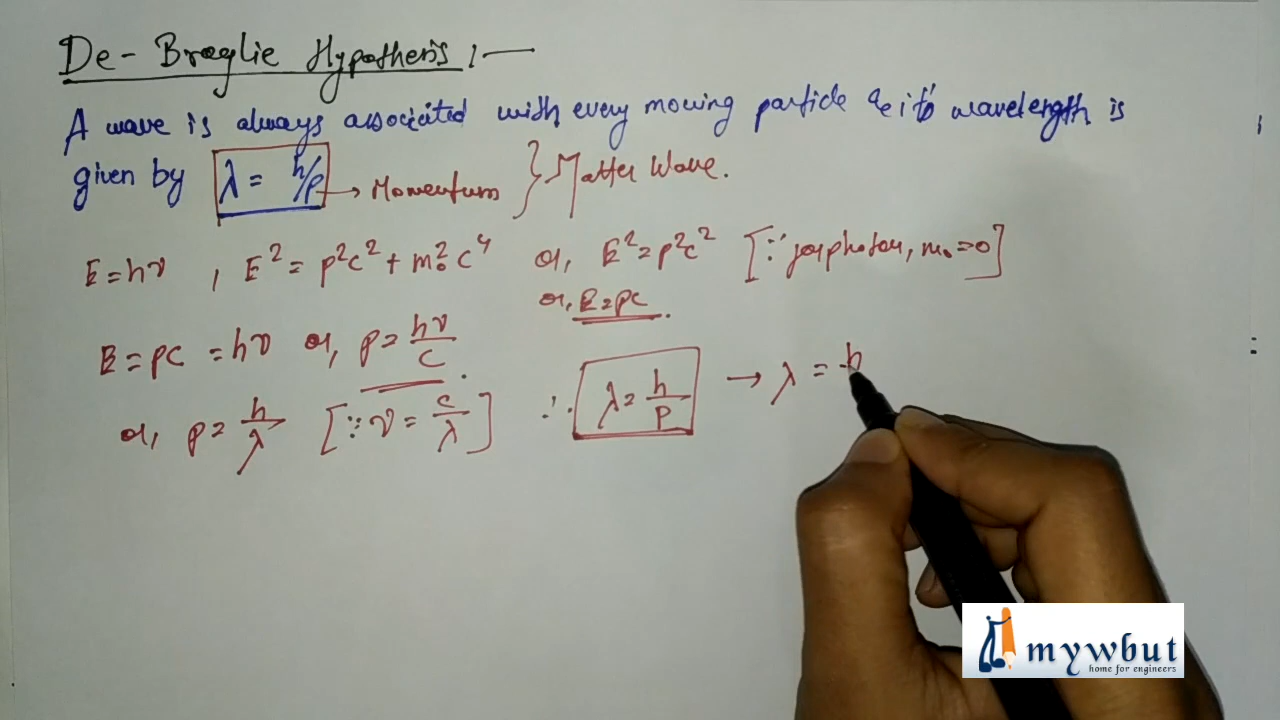 De-Broglie Hypothesis :—
A wave is always associated with every moving particle & it's wavelength is
given by λ = h/p → Momentum } Matter Wave.
E=hν , E² = p²c² + m₀²c⁴ or, E²=p²c² [∵ for photon, m₀=0]
or, E=pc.
E=pc =hν or, p= hν/c.
or, p= h/λ [∵ ν = c/λ] ∴ λ= h/p → λ = h
mywbut
home for engineers